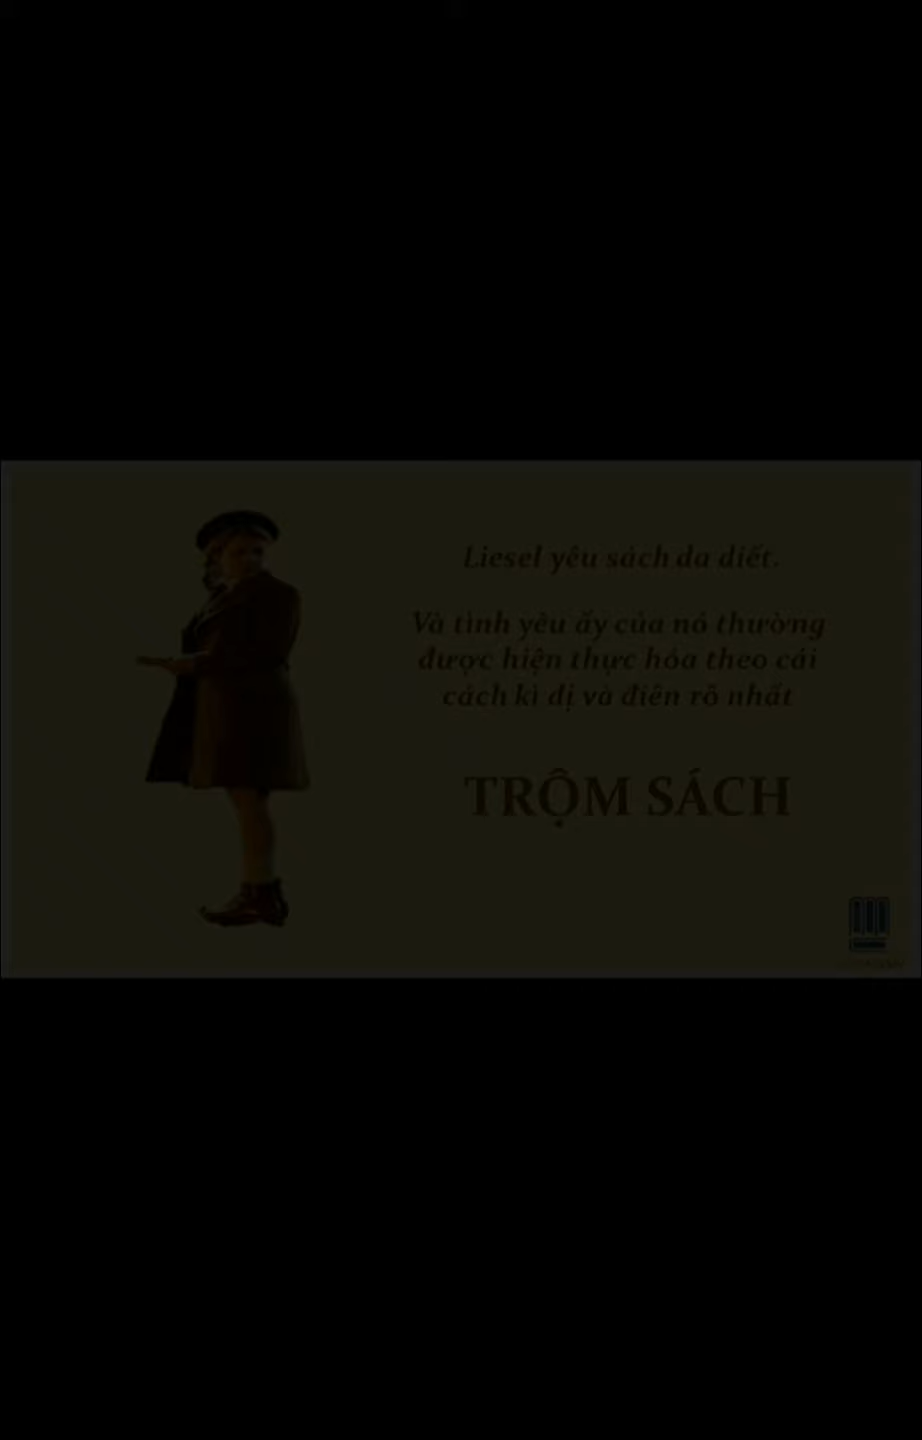 Liesel yêu sách da diết.
Và tình yêu ấy của nó thường
được hiện thực hóa theo cái
cách kì dị và điên rồ nhất
TRỘM SÁCH